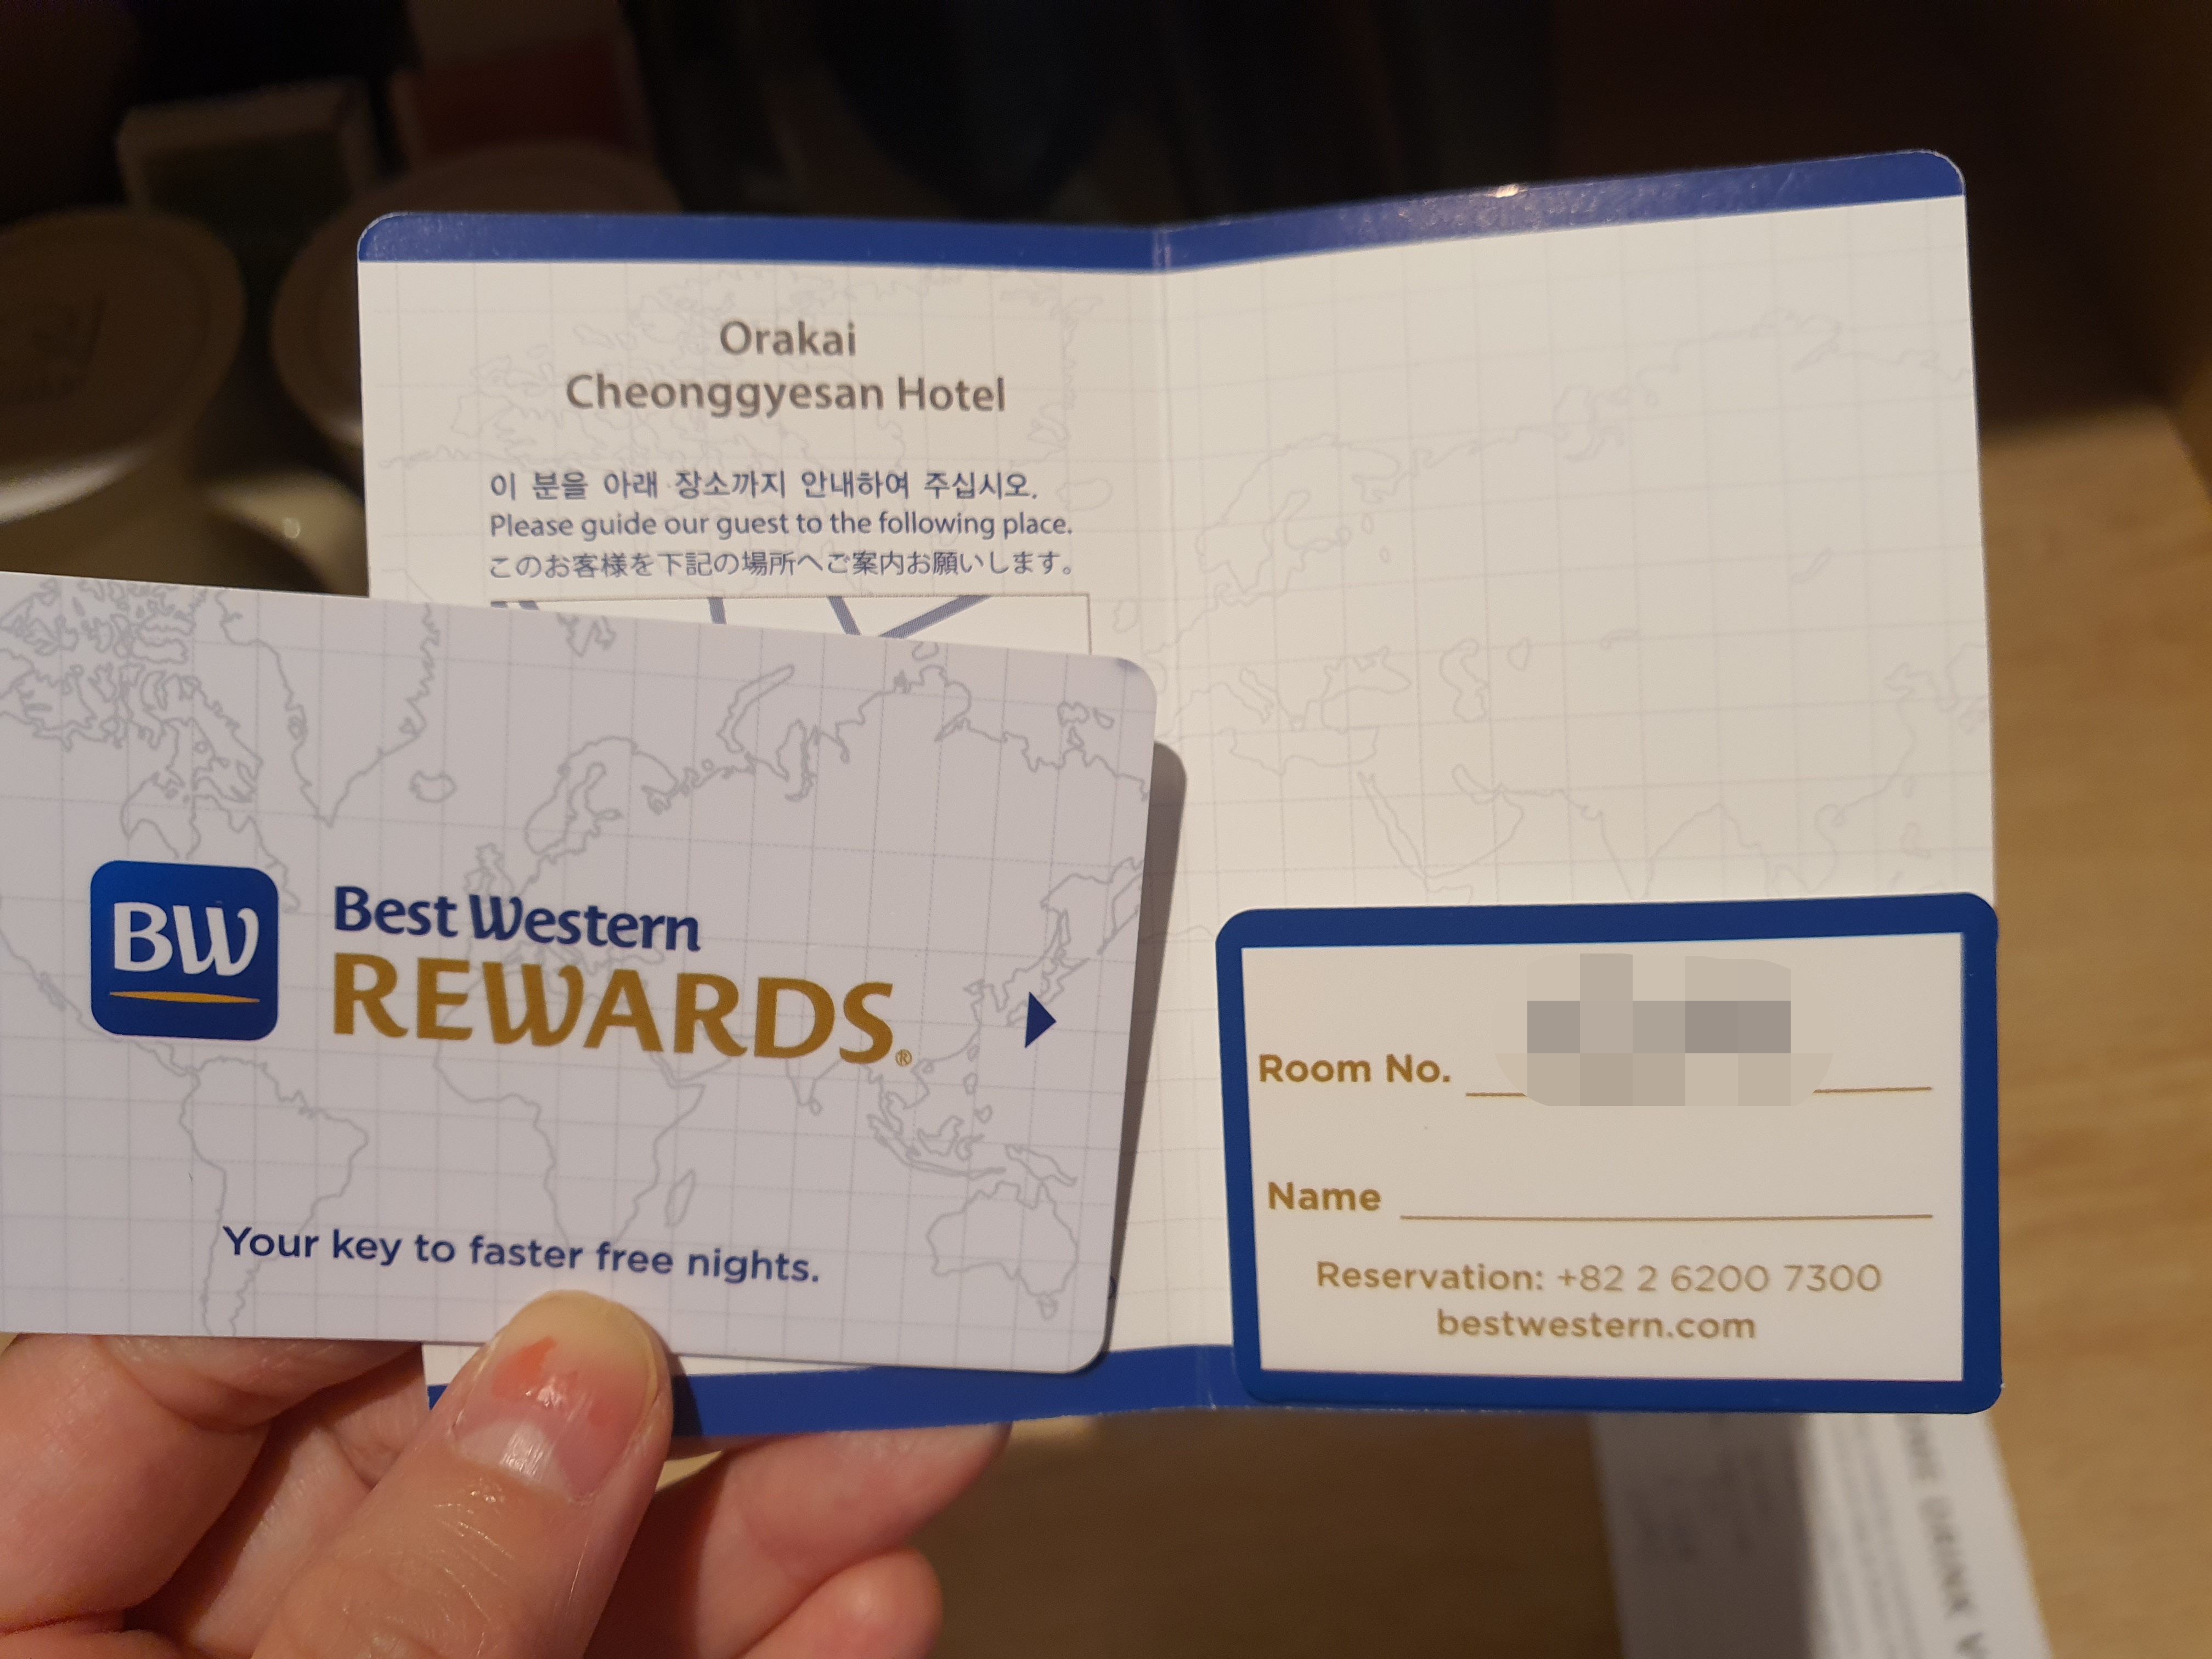 Orakai
Cheonggyesan Hotel
이 분을 아래 장소까지 안내하여 주십시오.
Please guide our guest to the following place.
このお客様を下記の場所へご案内お願いします。
BW
Best Western
REWARDS®
Your key to faster free nights.
Room No.
Name
Reservation: +82 2 6200 7300
bestwestern.com
DRINK